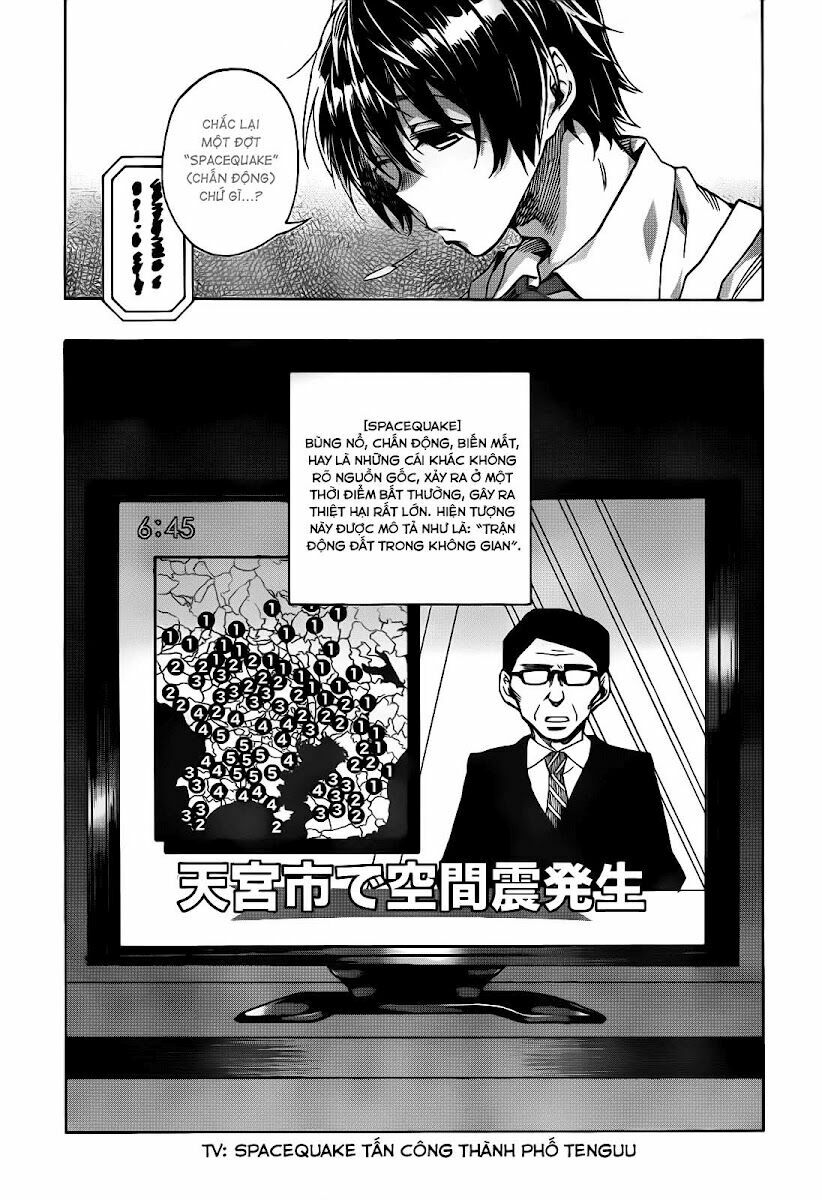 CHẮC LẠI
MỘT ĐỢT
"SPACEQUAKE"
(CHẤN ĐỘNG)
CHỨ GÌ...?
[SPACEQUAKE]
BÙNG NỔ, CHẤN ĐỘNG, BIẾN MẤT,
HAY LÀ NHỮNG CÁI KHÁC KHÔNG
RÕ NGUỒN GỐC, XẢY RA Ở MỘT
THỜI ĐIỂM BẤT THƯỜNG, GÂY RA
THIỆT HẠI RẤT LỚN. HIỆN TƯỢNG
NÀY ĐƯỢC MÔ TẢ NHƯ LÀ: "TRẬN
ĐỘNG ĐẤT TRONG KHÔNG GIAN".
6:45
天宮市で空間震発生
TV: SPACEQUAKE TẤN CÔNG THÀNH PHỐ TENGUU